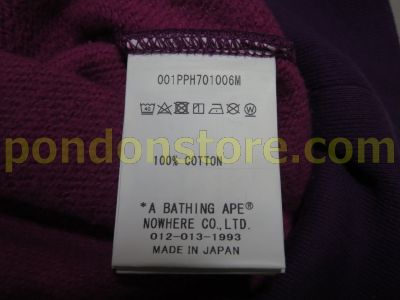 001PPH701006M
pondonstore.com
100% COTTON
*A BATHING APE®
NOWHERE CO.,LTD.
012-013-1993
MADE IN JAPAN